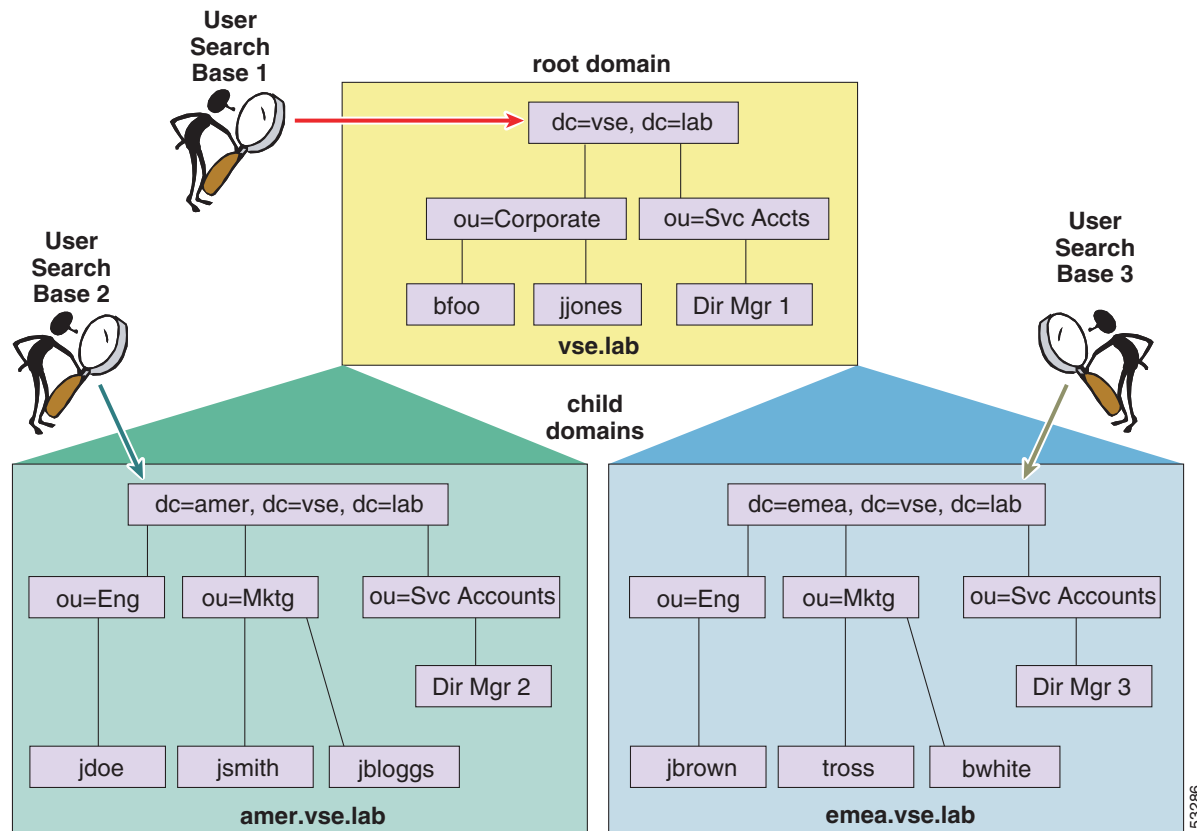 User
Search
Base 1
root domain
dc=vse, dc=lab
ou=Corporate
ou=Svc Accts
bfoo
jjones
Dir Mgr 1
vse.lab
User
Search
Base 2
User
Search
Base 3
child
domains
dc=amer, dc=vse, dc=lab
ou=Eng
ou=Mktg
ou=Svc Accounts
Dir Mgr 2
jdoe
jsmith
jbloggs
amer.vse.lab
dc=emea, dc=vse, dc=lab
ou=Eng
ou=Mktg
ou=Svc Accounts
Dir Mgr 3
jbrown
tross
bwhite
emea.vse.lab